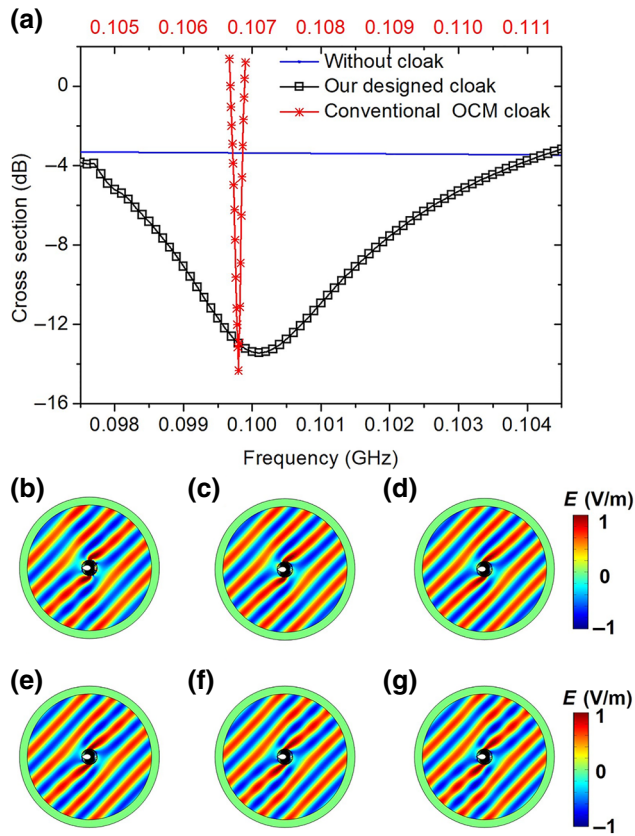 (a)
0.105 0.106 0.107 0.108 0.109 0.110 0.111
Without cloak
Our designed cloak
Conventional OCM cloak
0
−4
−8
−12
−16
Cross section (dB)
0.098 0.099 0.100 0.101 0.102 0.103 0.104
Frequency (GHz)
(b) (c) (d) E (V/m)
1
0
−1
(e) (f) (g) E (V/m)
1
0
−1